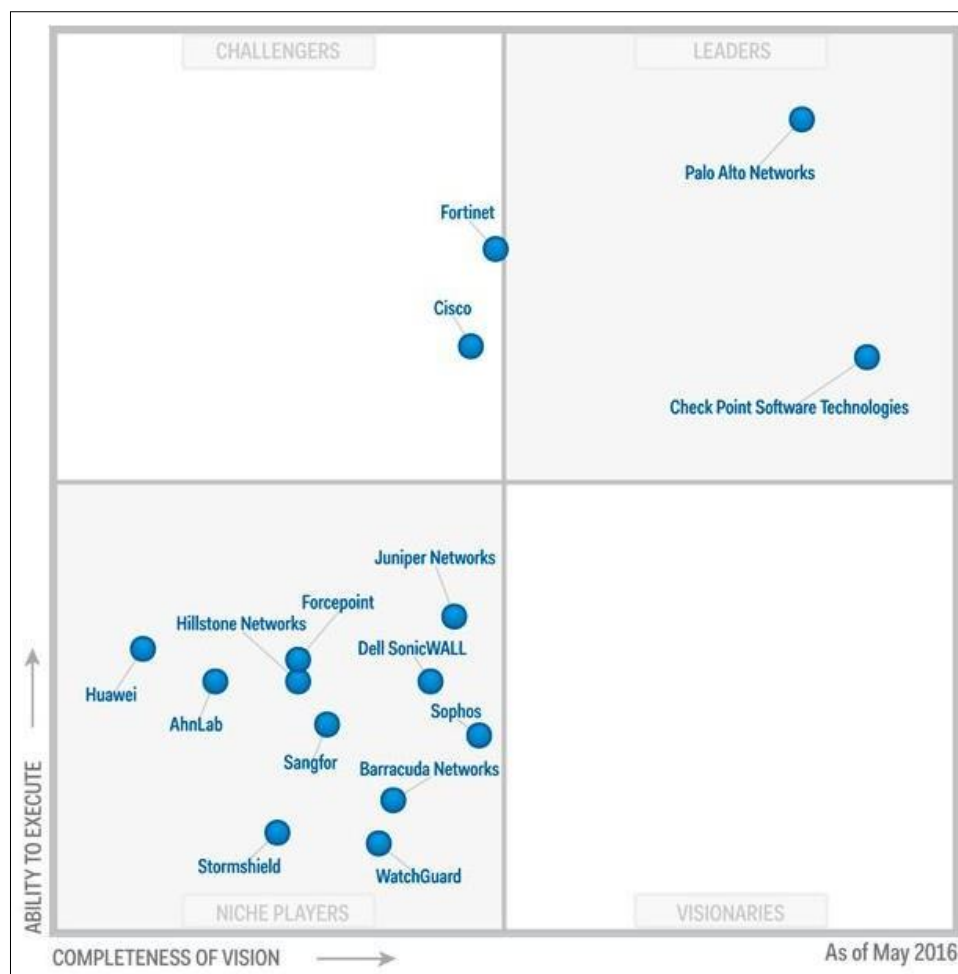 CHALLENGERS
LEADERS
Palo Alto Networks
Fortinet
Cisco
Check Point Software Technologies
Juniper Networks
Forcepoint
Hillstone Networks
Dell SonicWALL
Huawei
AhnLab
Sophos
Sangfor
Barracuda Networks
Stormshield
WatchGuard
NICHE PLAYERS
VISIONARIES
ABILITY TO EXECUTE
COMPLETENESS OF VISION
As of May 2016